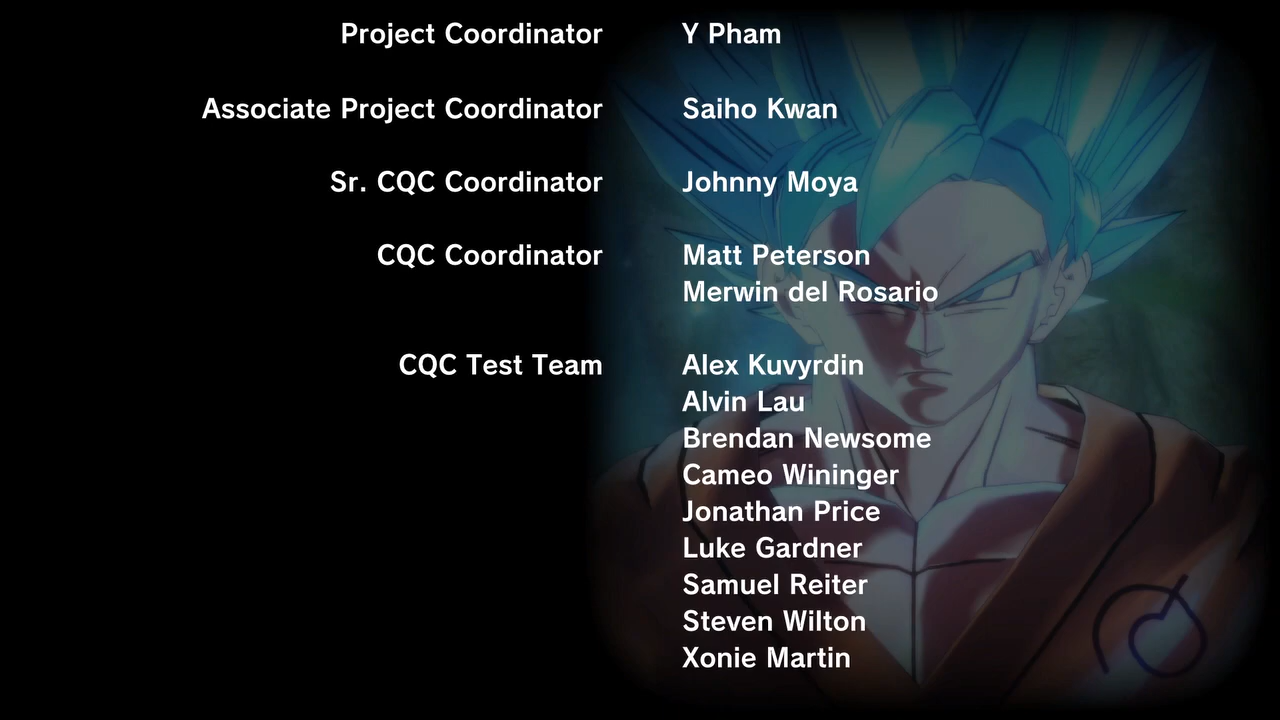 Project Coordinator Y Pham
Associate Project Coordinator Saiho Kwan
Sr. CQC Coordinator Johnny Moya
CQC Coordinator Matt Peterson
Merwin del Rosario
CQC Test Team Alex Kuvyrdin
Alvin Lau
Brendan Newsome
Cameo Wininger
Jonathan Price
Luke Gardner
Samuel Reiter
Steven Wilton
Xonie Martin